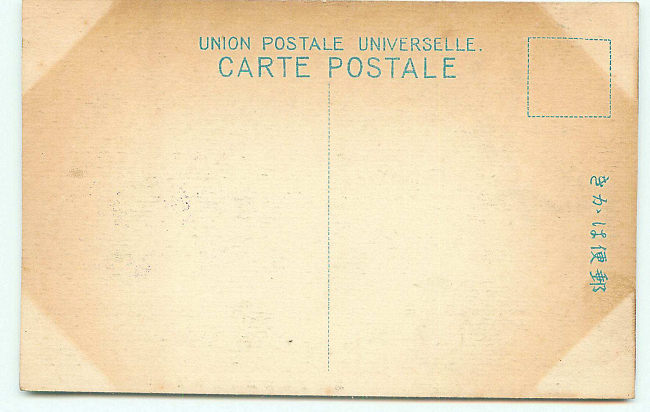 UNION POSTALE UNIVERSELLE.
CARTE POSTALE
きかは便郵